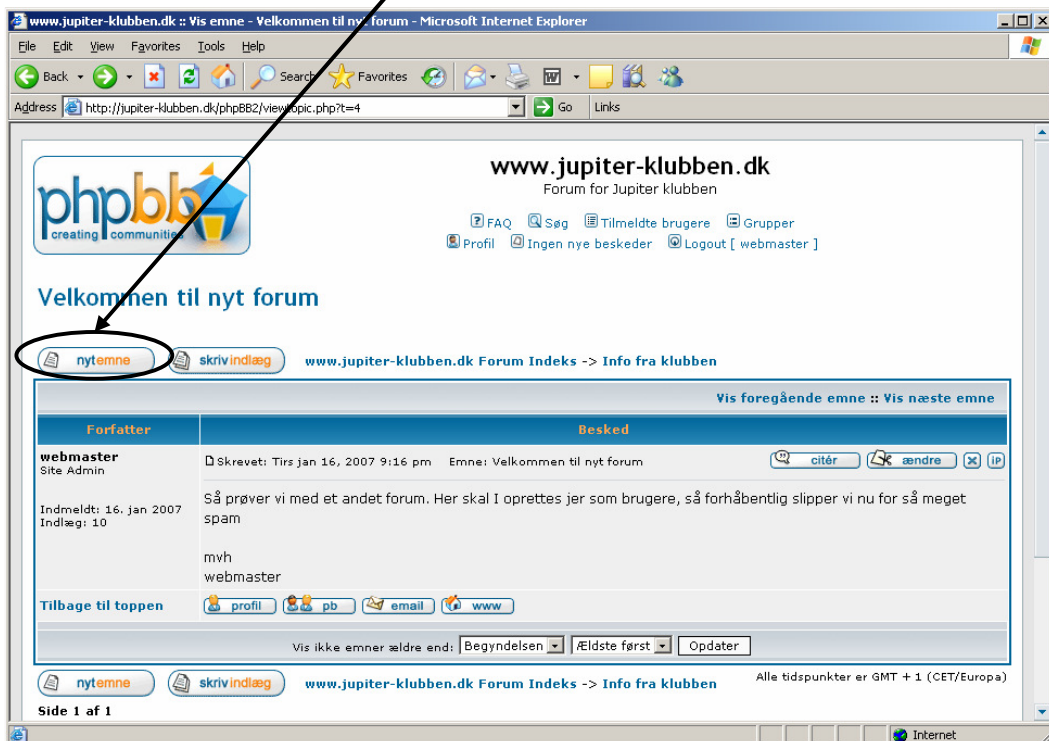 www.jupiter-klubben.dk :: Vis emne - Velkommen til nyt forum - Microsoft Internet Explorer
File Edit View Favorites Tools Help
Back Search Favorites
Address http://jupiter-klubben.dk/phpBB2/viewtopic.php?t=4 Go Links
phpbb
creating communities
www.jupiter-klubben.dk
Forum for Jupiter klubben
FAQ Søg Tilmeldte brugere Grupper
Profil Ingen nye beskeder Logout [ webmaster ]
Velkommen til nyt forum
nytemne skrivindlæg www.jupiter-klubben.dk Forum Indeks -> Info fra klubben
Vis foregående emne :: Vis næste emne
Forfatter Besked
webmaster
Site Admin
Indmeldt: 16. jan 2007
Indlæg: 10
Skrevet: Tirs jan 16, 2007 9:16 pm Emne: Velkommen til nyt forum citér ændre iP
Så prøver vi med et andet forum. Her skal I oprettes jer som brugere, så forhåbentlig slipper vi nu for så meget
spam
mvh
webmaster
Tilbage til toppen profil pb email www
Vis ikke emner ældre end: Begyndelsen Ældste først Opdater
nytemne skrivindlæg www.jupiter-klubben.dk Forum Indeks -> Info fra klubben Alle tidspunkter er GMT + 1 (CET/Europa)
Side 1 af 1
Internet